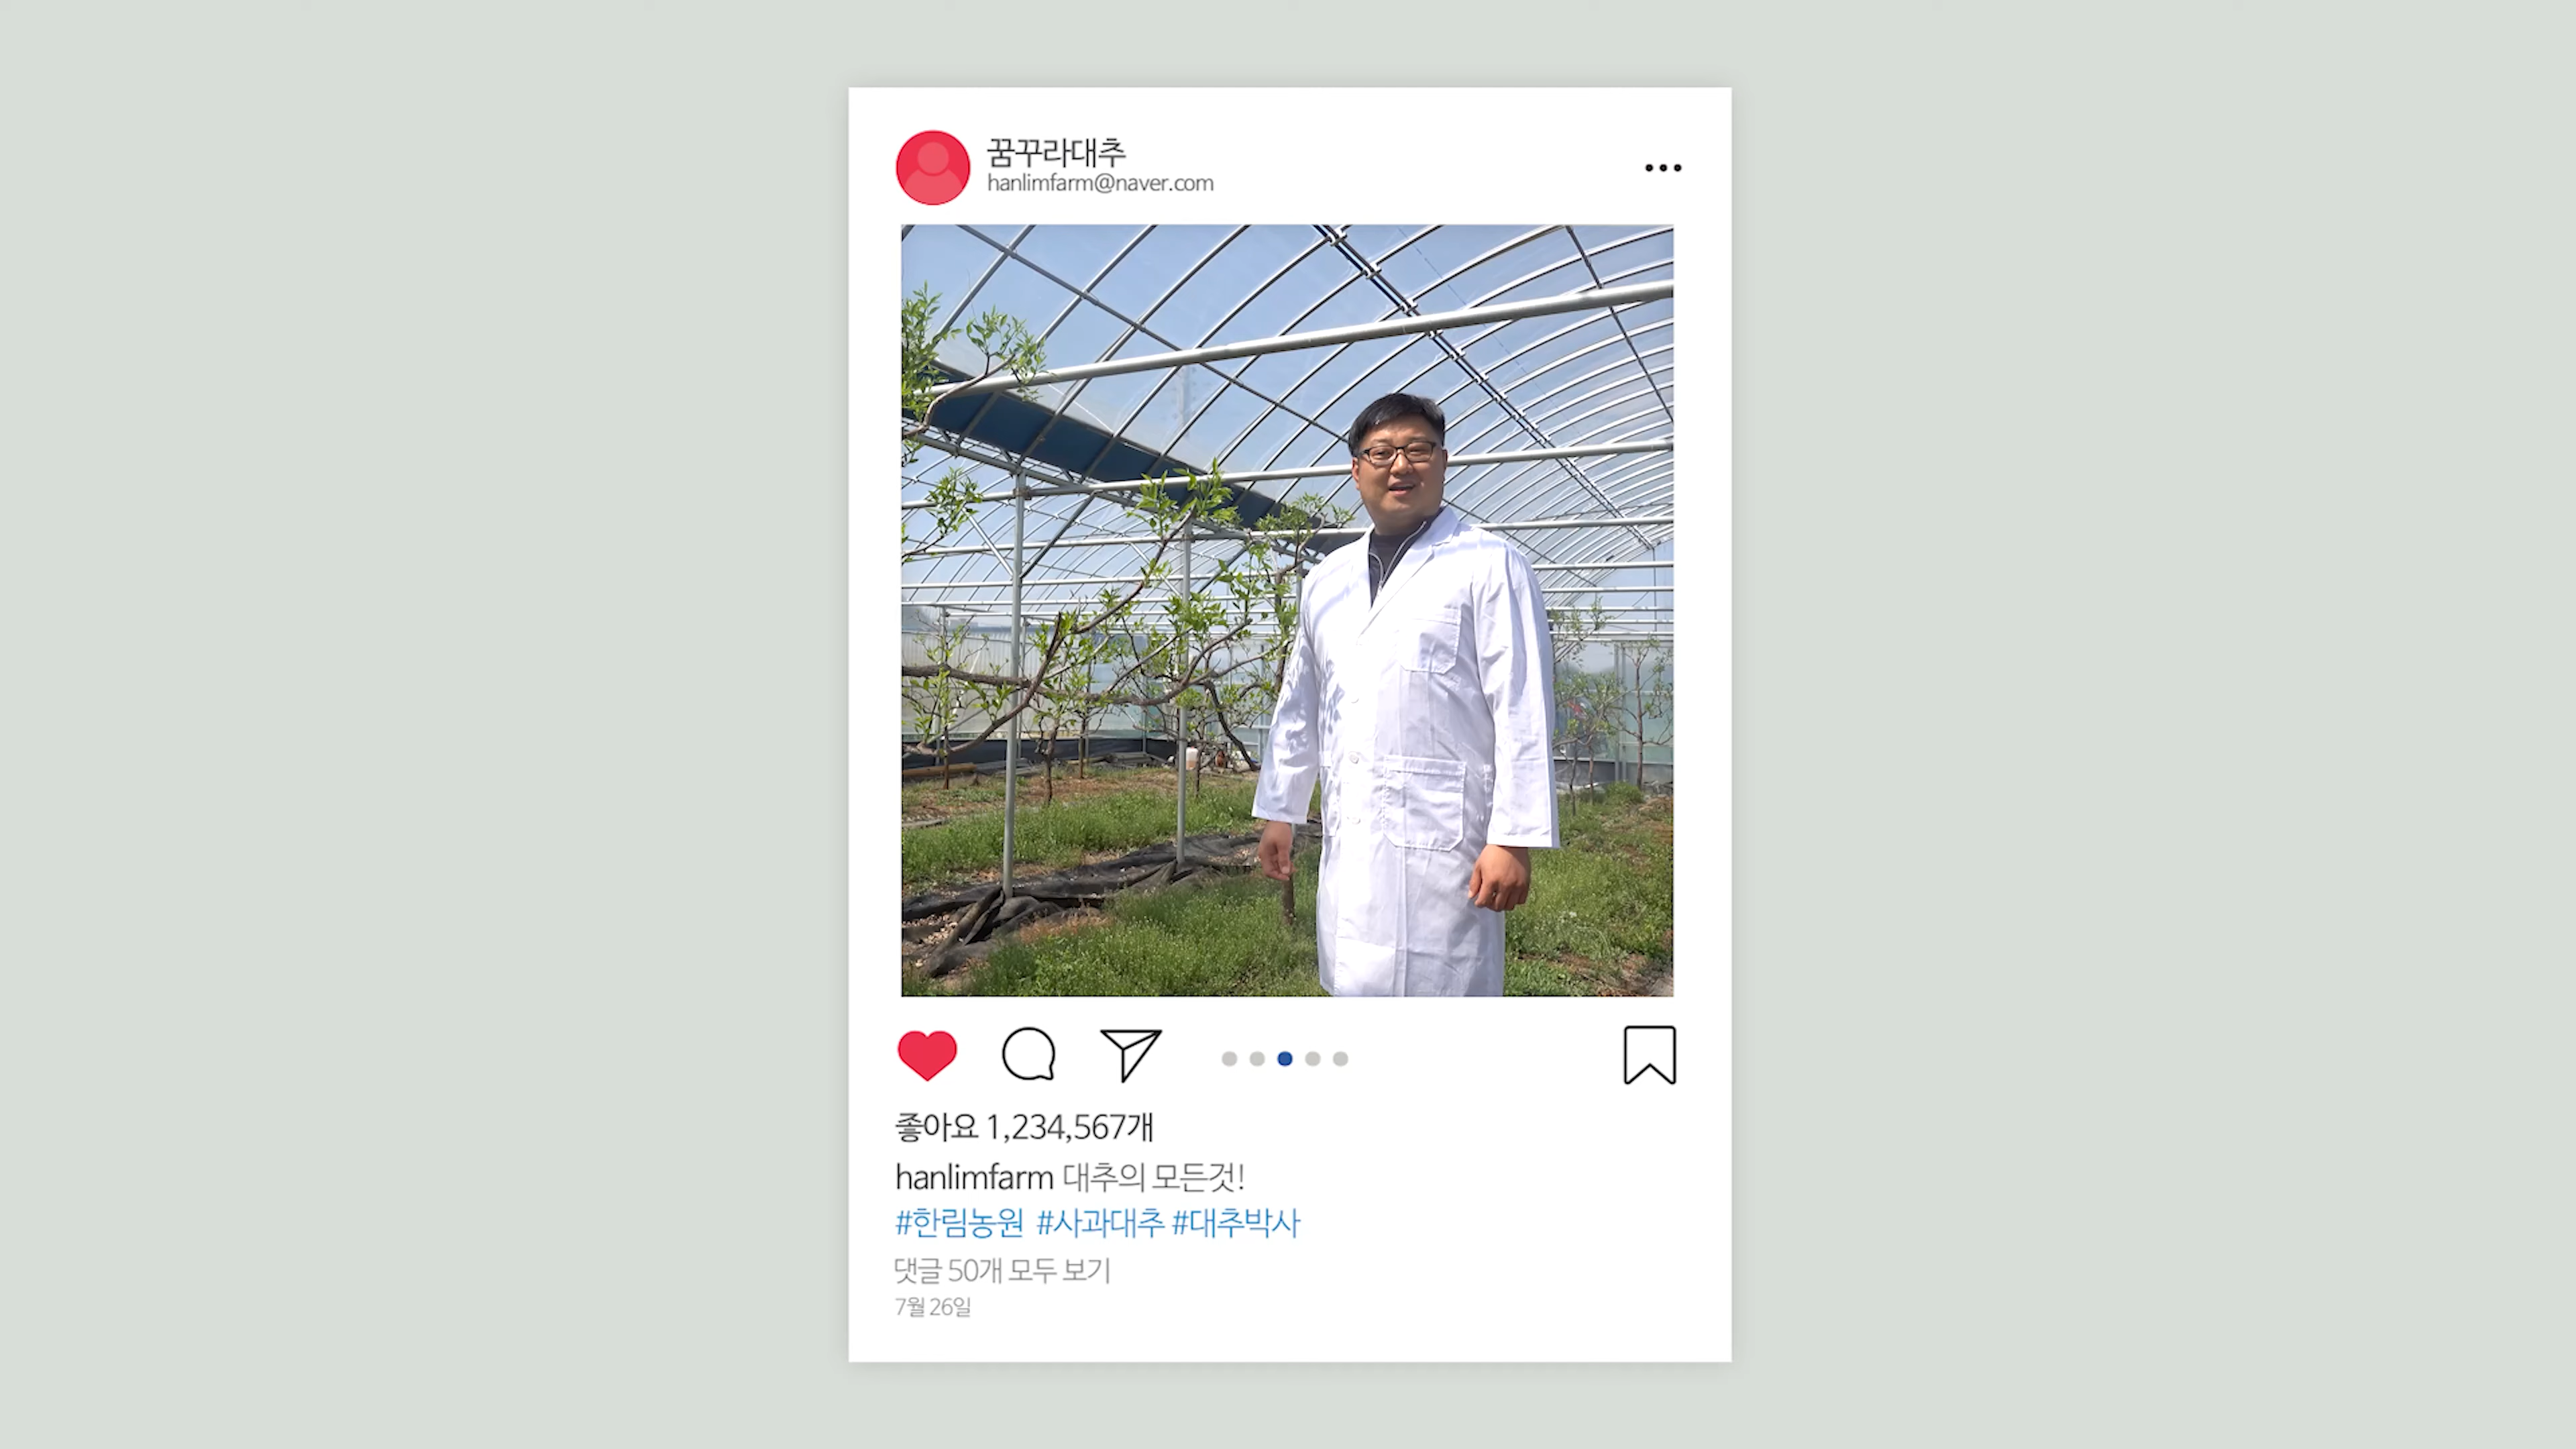 꿈꾸라대추
hanlimfarm@naver.com
좋아요 1,234,567개
hanlimfarm 대추의 모든것!
#한림농원 #사과대추 #대추박사
댓글 50개 모두 보기
7월 26일